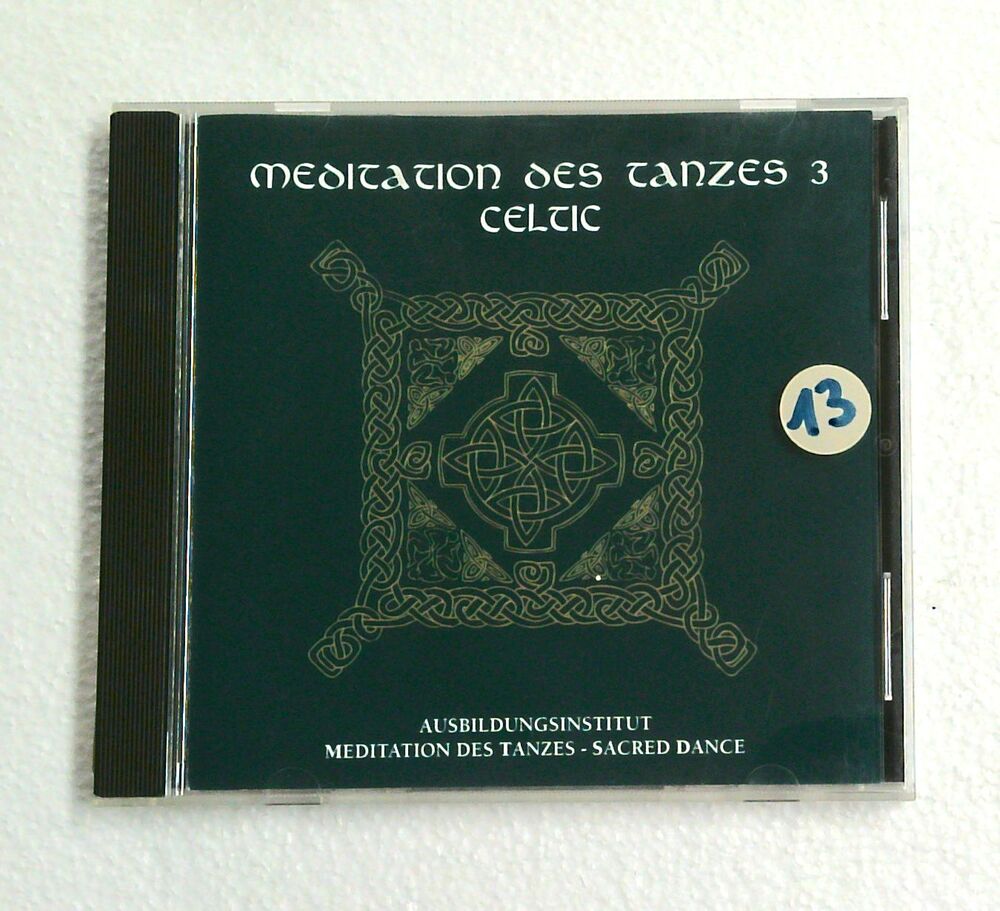 MEDITATION DES TANZES 3
CELTIC
13
AUSBILDUNGSINSTITUT
MEDITATION DES TANZES - SACRED DANCE